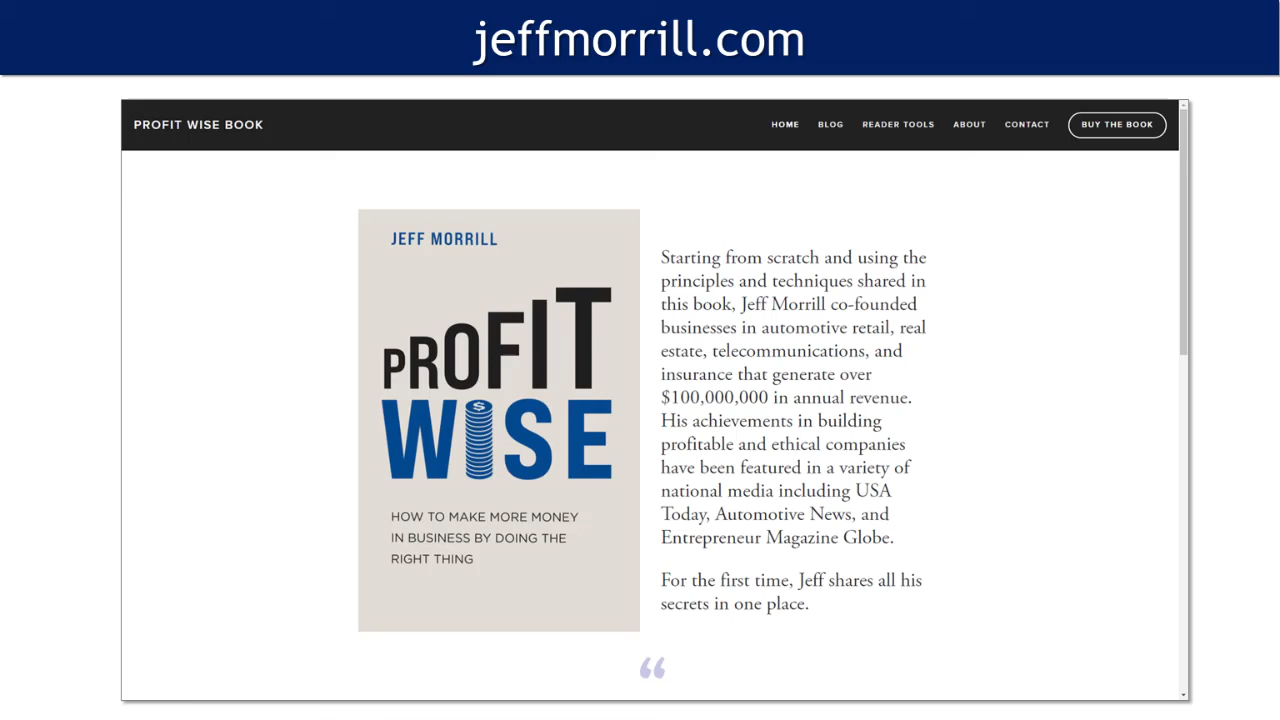 jeffmorrill.com
PROFIT WISE BOOK
HOME BLOG READER TOOLS ABOUT CONTACT BUY THE BOOK
JEFF MORRILL
PROFIT
WISE
HOW TO MAKE MORE MONEY
IN BUSINESS BY DOING THE
RIGHT THING
Starting from scratch and using the
principles and techniques shared in
this book, Jeff Morrill co-founded
businesses in automotive retail, real
estate, telecommunications, and
insurance that generate over
$100,000,000 in annual revenue.
His achievements in building
profitable and ethical companies
have been featured in a variety of
national media including USA
Today, Automotive News, and
Entrepreneur Magazine Globe.
For the first time, Jeff shares all his
secrets in one place.
“